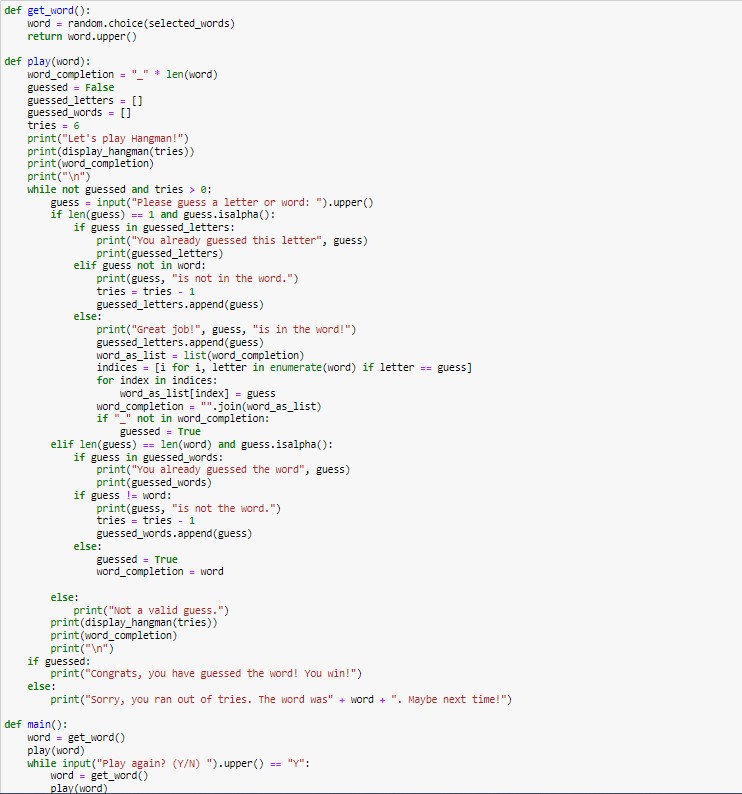 def get_word():
    word = random.choice(selected_words)
    return word.upper()

def play(word):
    word_completion = "_" * len(word)
    guessed = False
    guessed_letters = []
    guessed_words = []
    tries = 6
    print("Let's play Hangman!")
    print(display_hangman(tries))
    print(word_completion)
    print("\n")
    while not guessed and tries > 0:
        guess = input("Please guess a letter or word: ").upper()
        if len(guess) == 1 and guess.isalpha():
            if guess in guessed_letters:
                print("You already guessed this letter", guess)
                print(guessed_letters)
            elif guess not in word:
                print(guess, "is not in the word.")
                tries = tries - 1
                guessed_letters.append(guess)
            else:
                print("Great job!", guess, "is in the word!")
                guessed_letters.append(guess)
                word_as_list = list(word_completion)
                indices = [i for i, letter in enumerate(word) if letter == guess]
                for index in indices:
                    word_as_list[index] = guess
                word_completion = "".join(word_as_list)
                if "_" not in word_completion:
                    guessed = True
        elif len(guess) == len(word) and guess.isalpha():
            if guess in guessed_words:
                print("You already guessed the word", guess)
                print(guessed_words)
            if guess != word:
                print(guess, "is not the word.")
                tries = tries - 1
                guessed_words.append(guess)
            else:
                guessed = True
                word_completion = word

        else:
            print("Not a valid guess.")
        print(display_hangman(tries))
        print(word_completion)
        print("\n")
    if guessed:
        print("Congrats, you have guessed the word! You win!")
    else:
        print("Sorry, you ran out of tries. The word was" + word + ". Maybe next time!")

def main():
    word = get_word()
    play(word)
    while input("Play again? (Y/N) ").upper() == "Y":
        word = get_word()
        play(word)